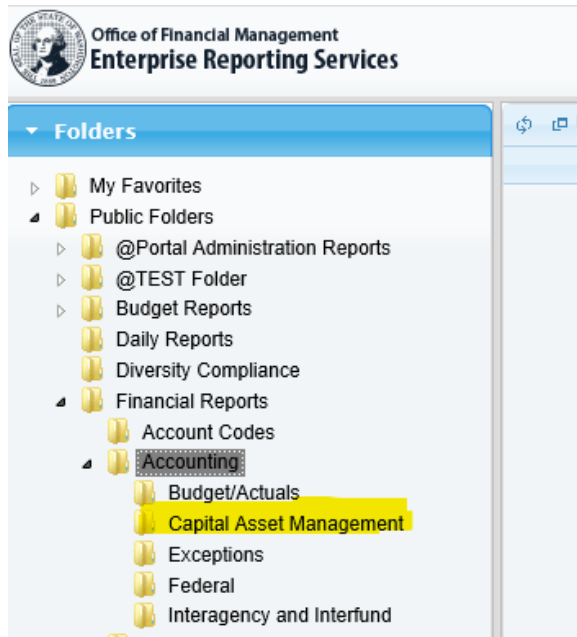 Office of Financial Management
Enterprise Reporting Services
Folders
My Favorites
Public Folders
@Portal Administration Reports
@TEST Folder
Budget Reports
Daily Reports
Diversity Compliance
Financial Reports
Account Codes
Accounting
Budget/Actuals
Capital Asset Management
Exceptions
Federal
Interagency and Interfund